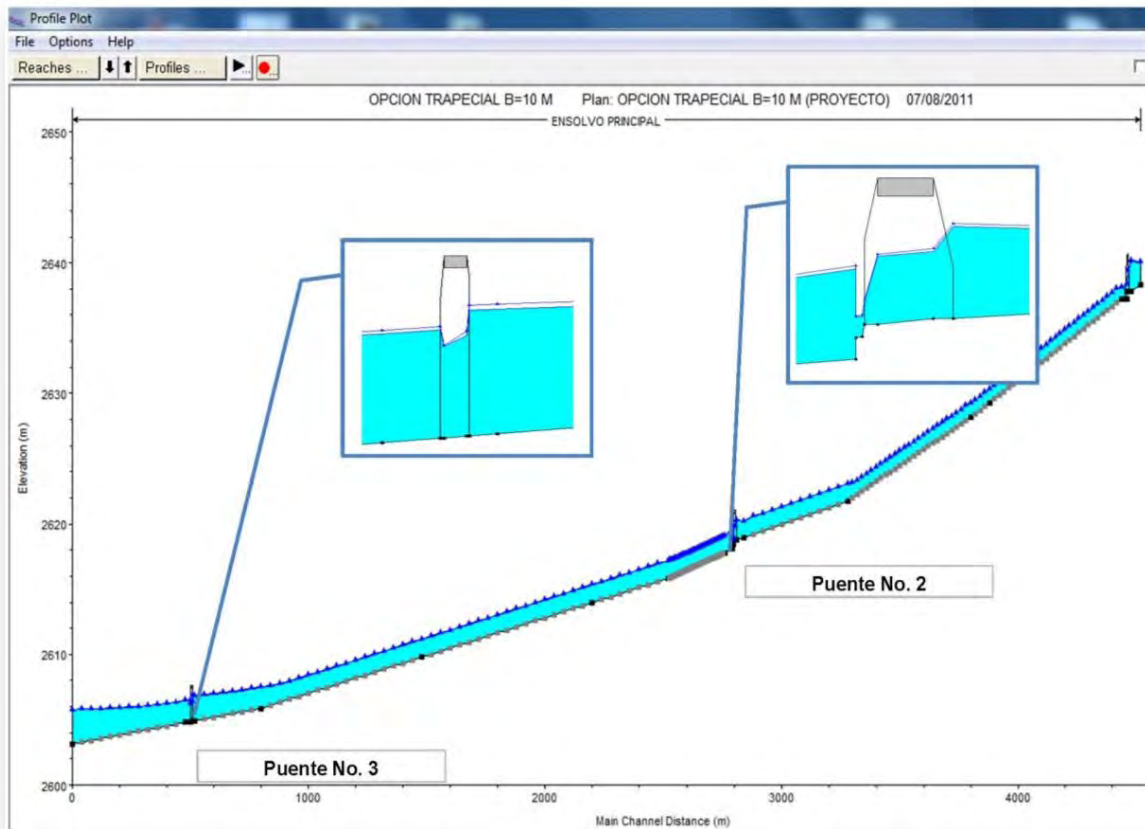 Profile Plot
File Options Help
Reaches ... Profiles ...
OPCION TRAPECIAL B=10 M Plan: OPCION TRAPECIAL B=10 M (PROYECTO) 07/08/2011
ENSOLVO PRINCIPAL
2650
2640
2630
2620
2610
2600
Elevation (m)
Puente No. 2
Puente No. 3
0 1000 2000 3000 4000
Main Channel Distance (m)